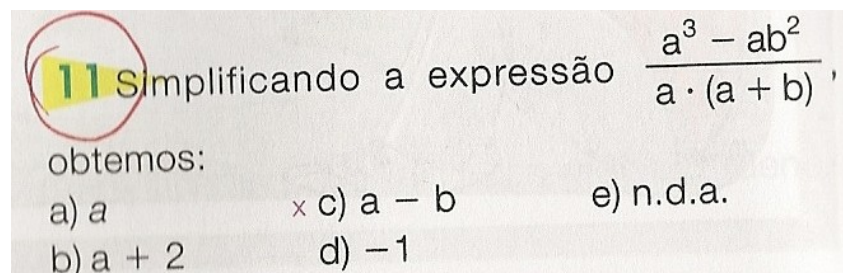 11 Simplificando a expressão a³ − ab² / a · (a + b),
obtemos:
a) a
b) a + 2
x c) a − b
d) −1
e) n.d.a.